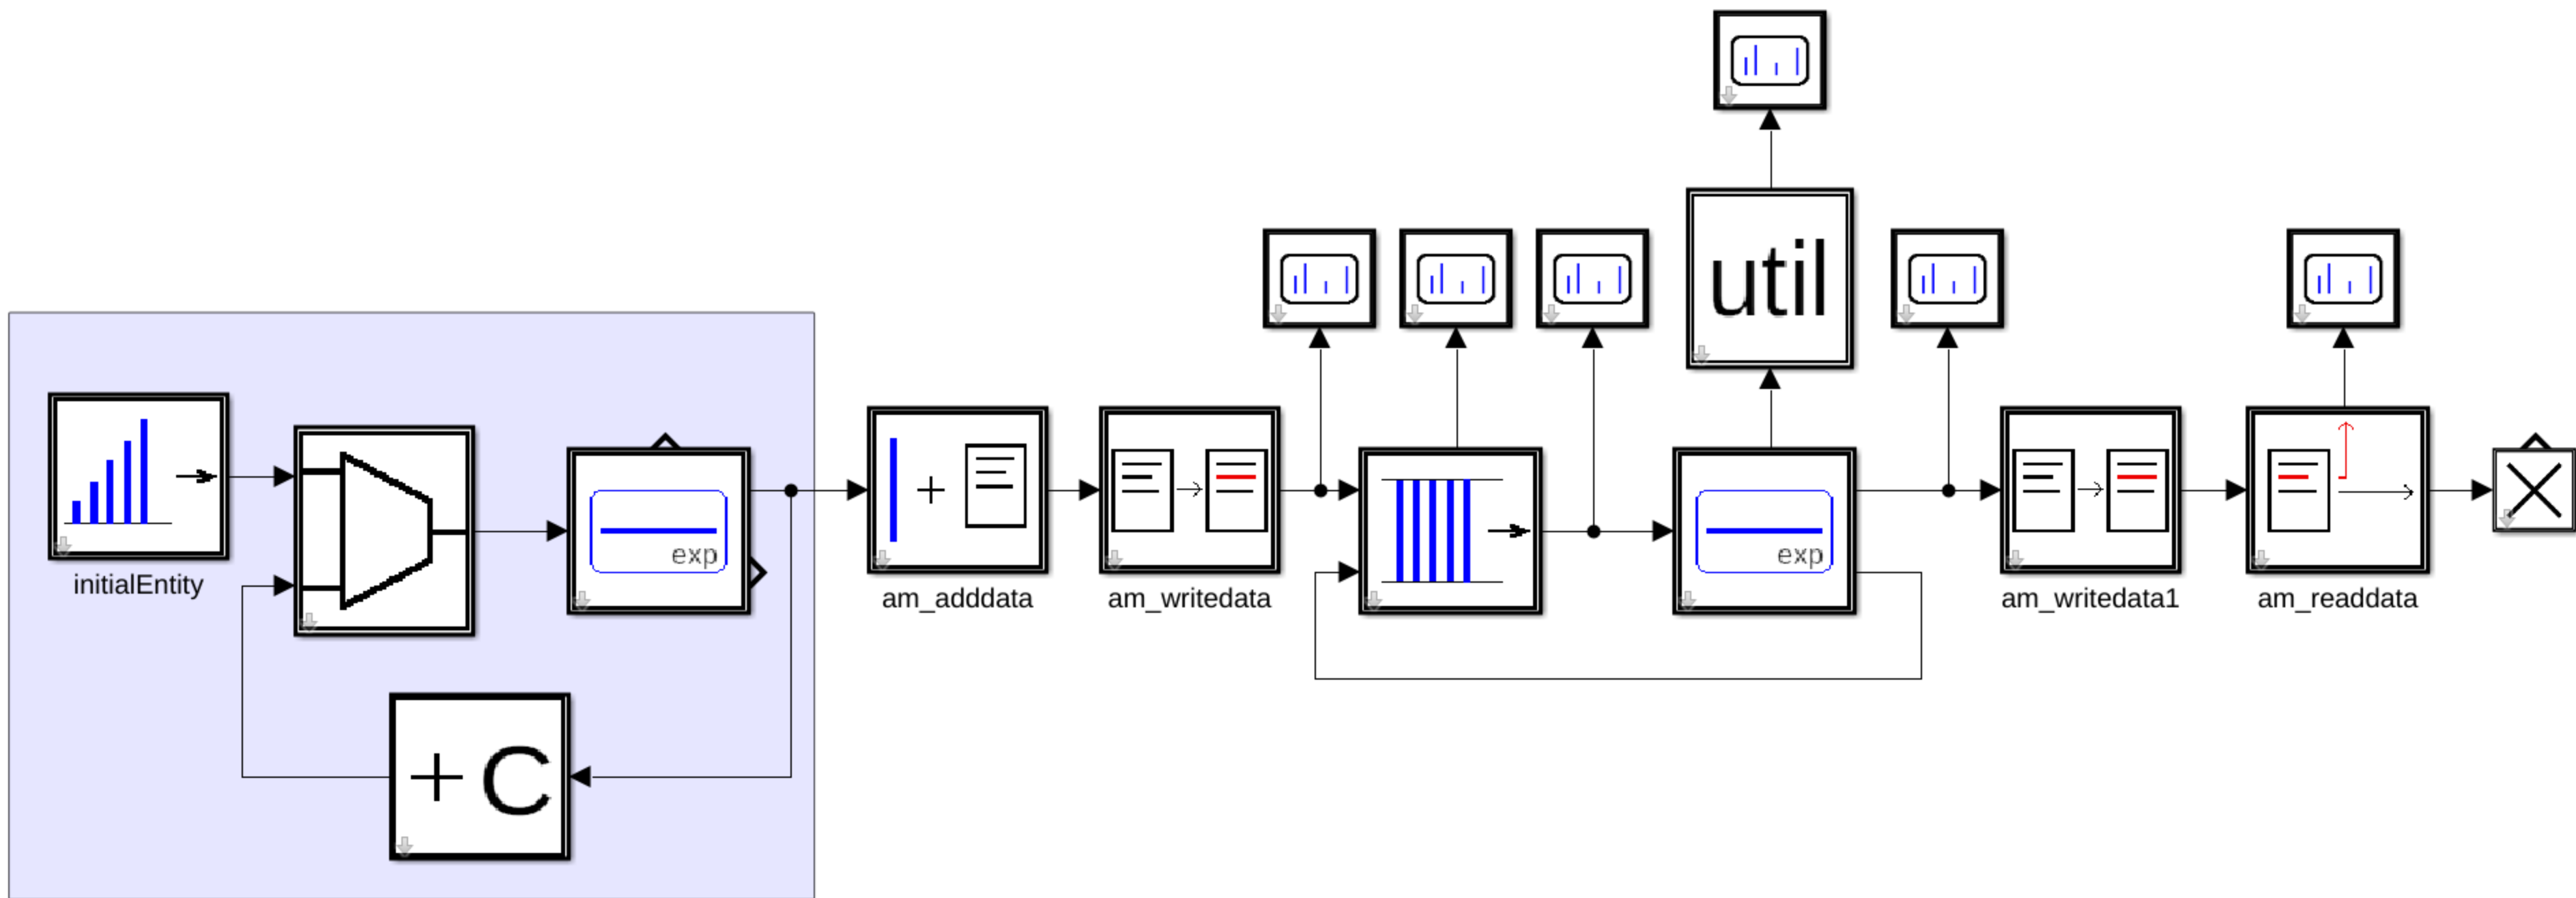 util
exp
exp
initialEntity
am_adddata
am_writedata
am_writedata1
am_readdata
+ C